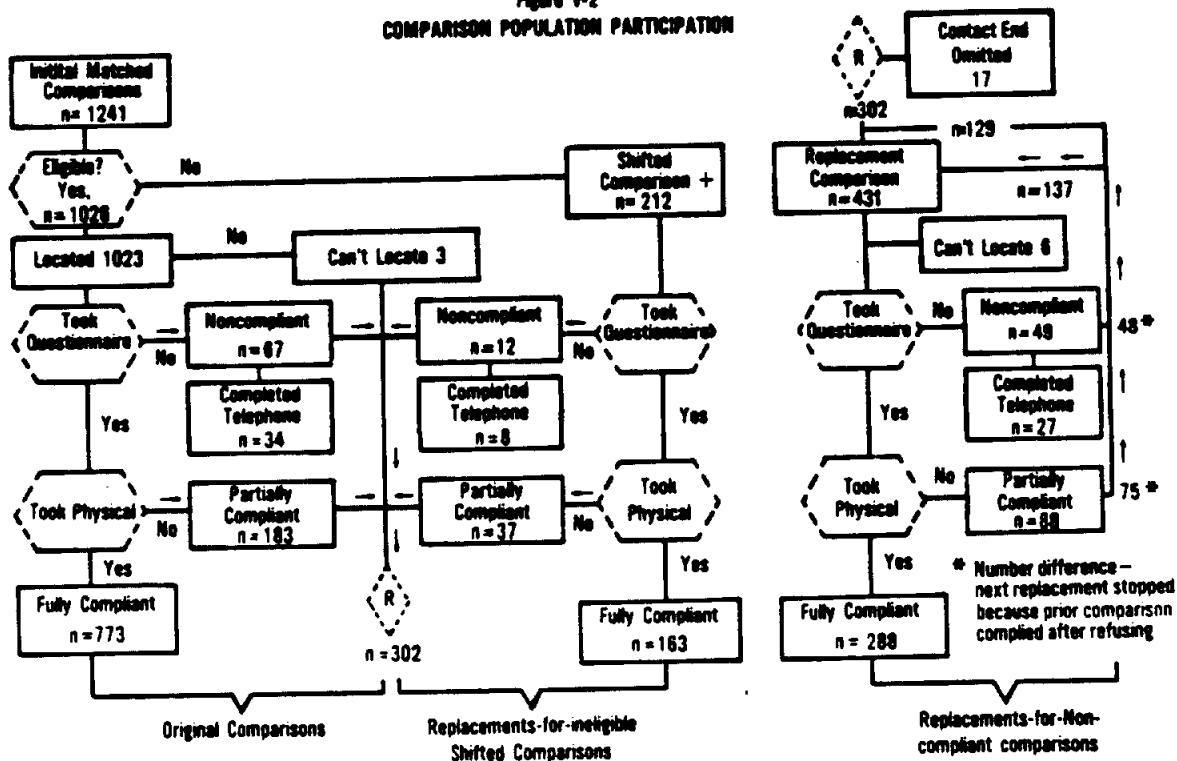 Figure V-2
COMPARISON POPULATION PARTICIPATION
Initital Matched
Comparisons
n= 1241
Eligible?
Yes,
n=1026
No
Shifted
Comparison +
n= 212
Located 1023
No
Can't Locate 3
Took
Questionnaire
No
Noncompliant
n=67
Completed
Telephone
n=34
Noncompliant
n=12
Completed
Telephone
n=8
No
Took
Questionnaire
Yes
Yes
Took Physical
No
Partially
Compliant
n=183
Partially
Compliant
n=37
No
Took
Physical
Yes
Yes
Fully Compliant
n=773
R
n=302
Fully Compliant
n=163
Original Comparisons
Replacements-for-ineligible
Shifted Comparisons
R
Contact End
Omitted
17
n=302
n=129
Replacement
Comparison
n=431
n=137
Can't Locate 6
Took
Questionnaire
No
Noncompliant
n=49
48*
Completed
Telephone
n=27
Yes
Took
Physical
No
Partially
Compliant
n=88
75*
Yes
Fully Compliant
n= 288
* Number difference—
next replacement stopped
because prior comparison
complied after refusing
Replacements-for-Non-
compliant comparisons